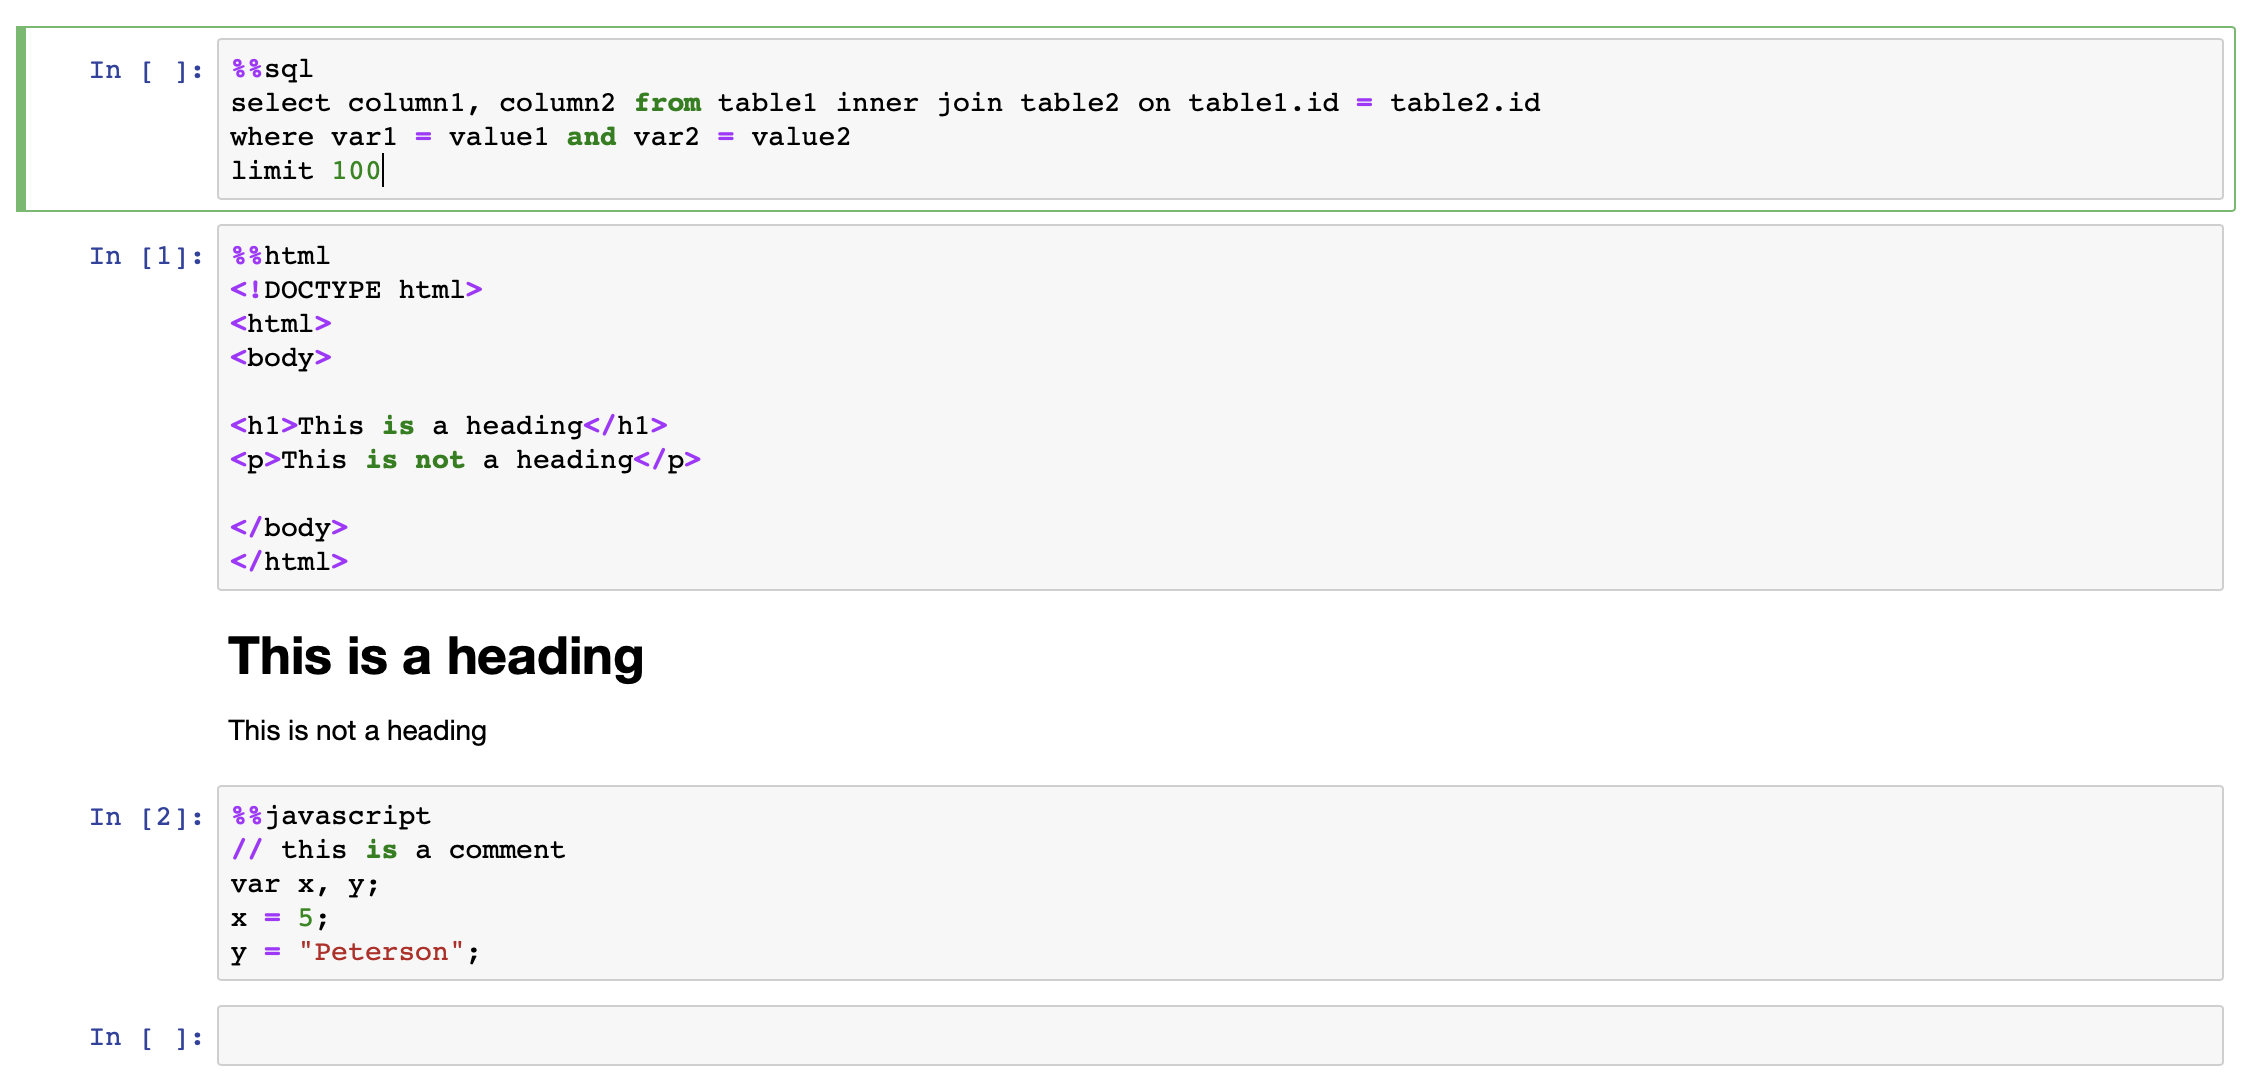 In [ ]: %%sql
select column1, column2 from table1 inner join table2 on table1.id = table2.id
where var1 = value1 and var2 = value2
limit 100
In [1]: %%html
<!DOCTYPE html>
<html>
<body>
<h1>This is a heading</h1>
<p>This is not a heading</p>
</body>
</html>
This is a heading
This is not a heading
In [2]: %%javascript
// this is a comment
var x, y;
x = 5;
y = "Peterson";
In [ ]: